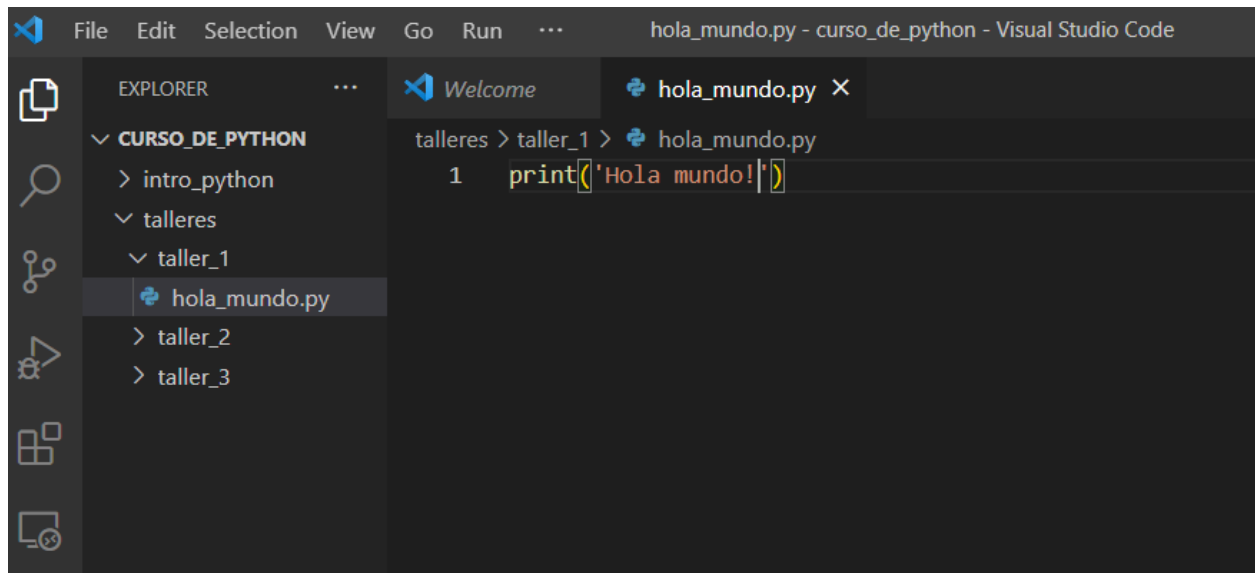 File Edit Selection View Go Run ··· hola_mundo.py - curso_de_python - Visual Studio Code
EXPLORER ···
CURSO_DE_PYTHON
> intro_python
talleres
taller_1
hola_mundo.py
> taller_2
> taller_3
Welcome hola_mundo.py ×
talleres > taller_1 > hola_mundo.py
1 print('Hola mundo!')